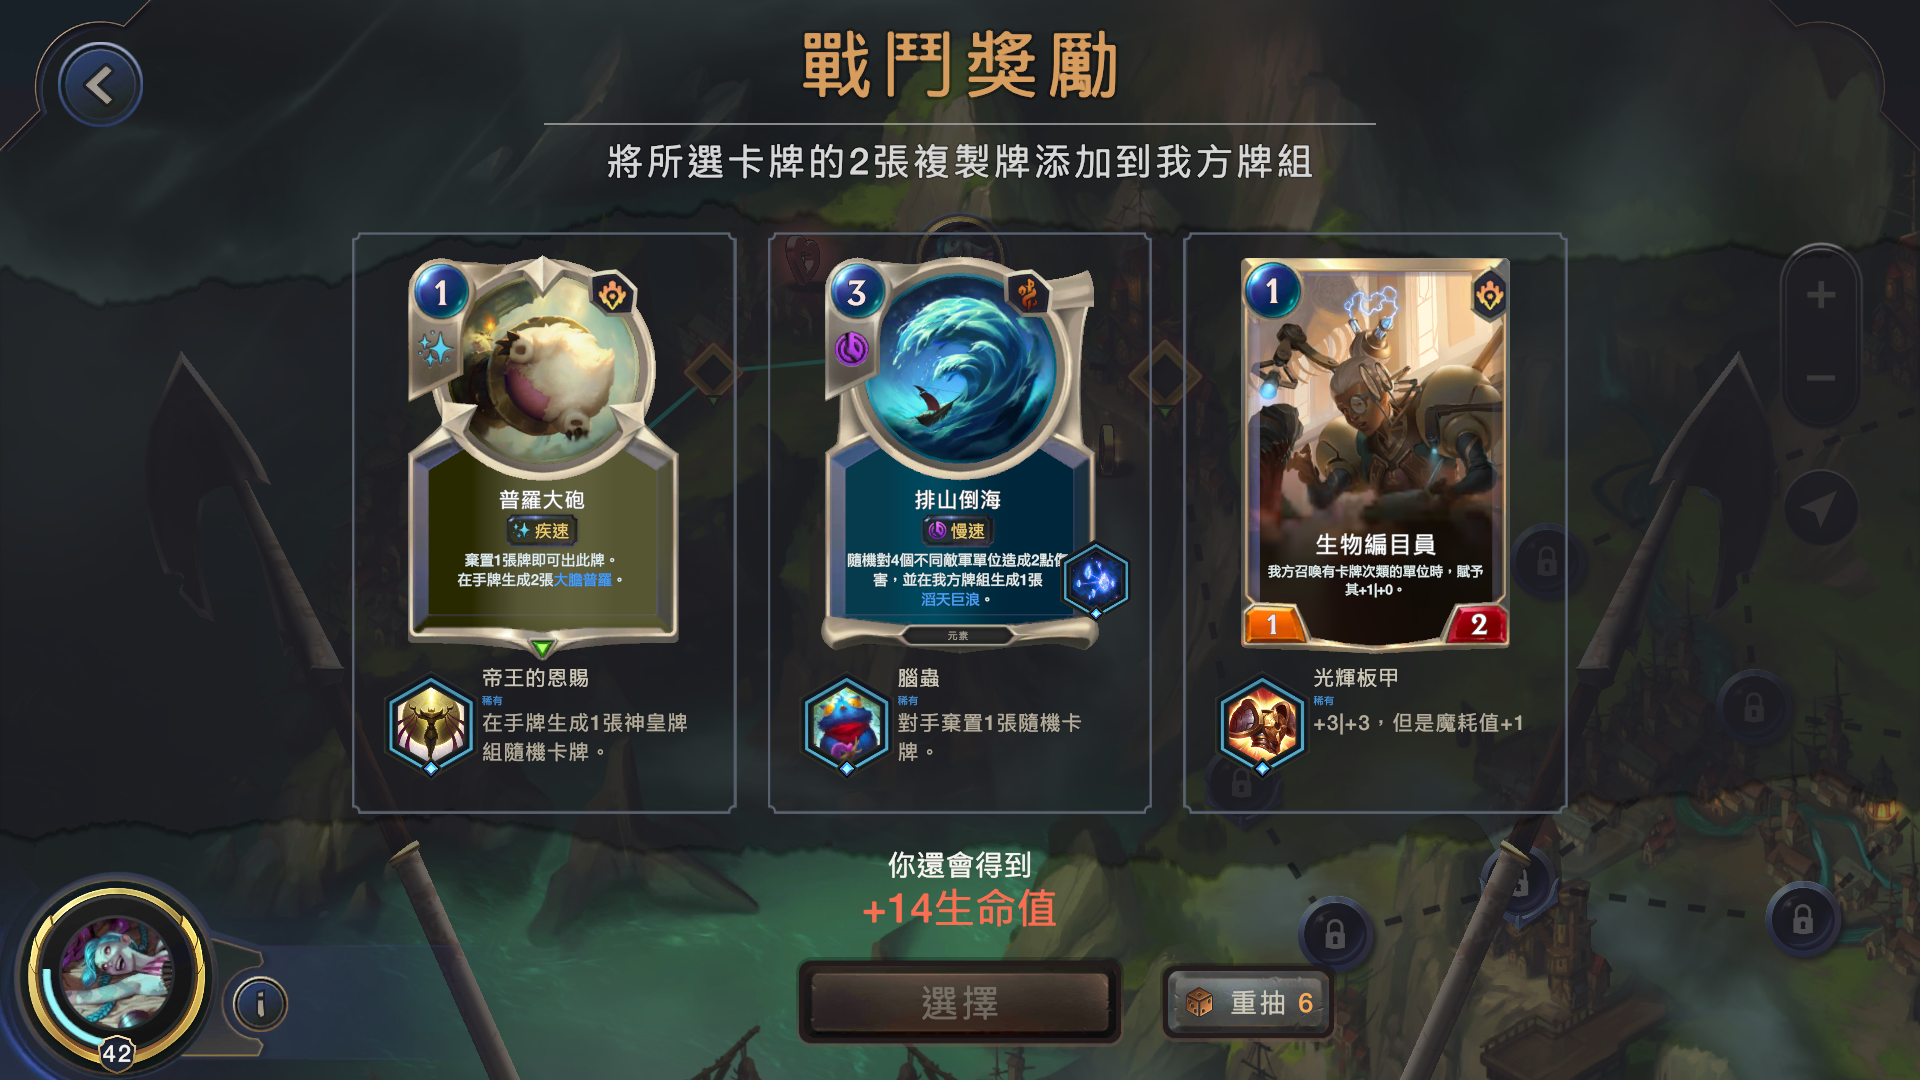 戰鬥獎勵
將所選卡牌的2張複製牌添加到我方牌組
1
普羅大砲
疾速
棄置1張牌即可出此牌。
在手牌生成2張大膽普羅。
帝王的恩賜
稀有
在手牌生成1張神皇牌
組隨機卡牌。
3
排山倒海
慢速
隨機對4個不同敵軍單位造成2點傷
害,並在我方牌組生成1張
滔天巨浪。
元素
腦蟲
稀有
對手棄置1張隨機卡
牌。
1
生物編目員
我方召喚有卡牌次類的單位時,賦予
其+1|+0。
1
2
光輝板甲
稀有
+3|+3,但是魔耗值+1
你還會得到
+14生命值
選擇
重抽 6
42